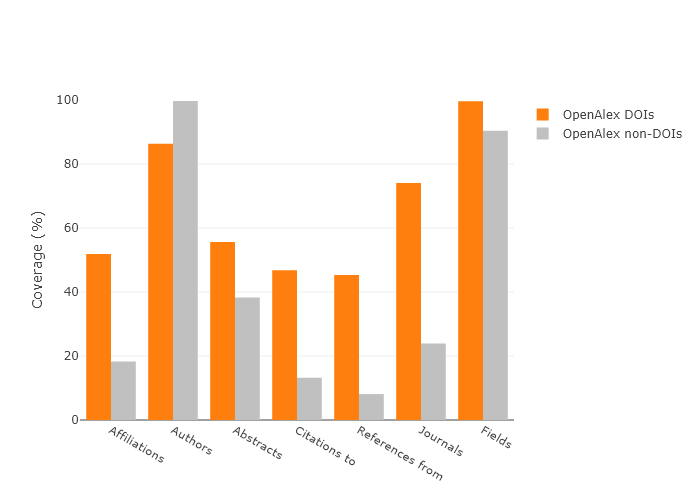 100
80
60
40
20
0
Coverage (%)
Affiliations
Authors
Abstracts
Citations to
References from
Journals
Fields
OpenAlex DOIs
OpenAlex non-DOIs